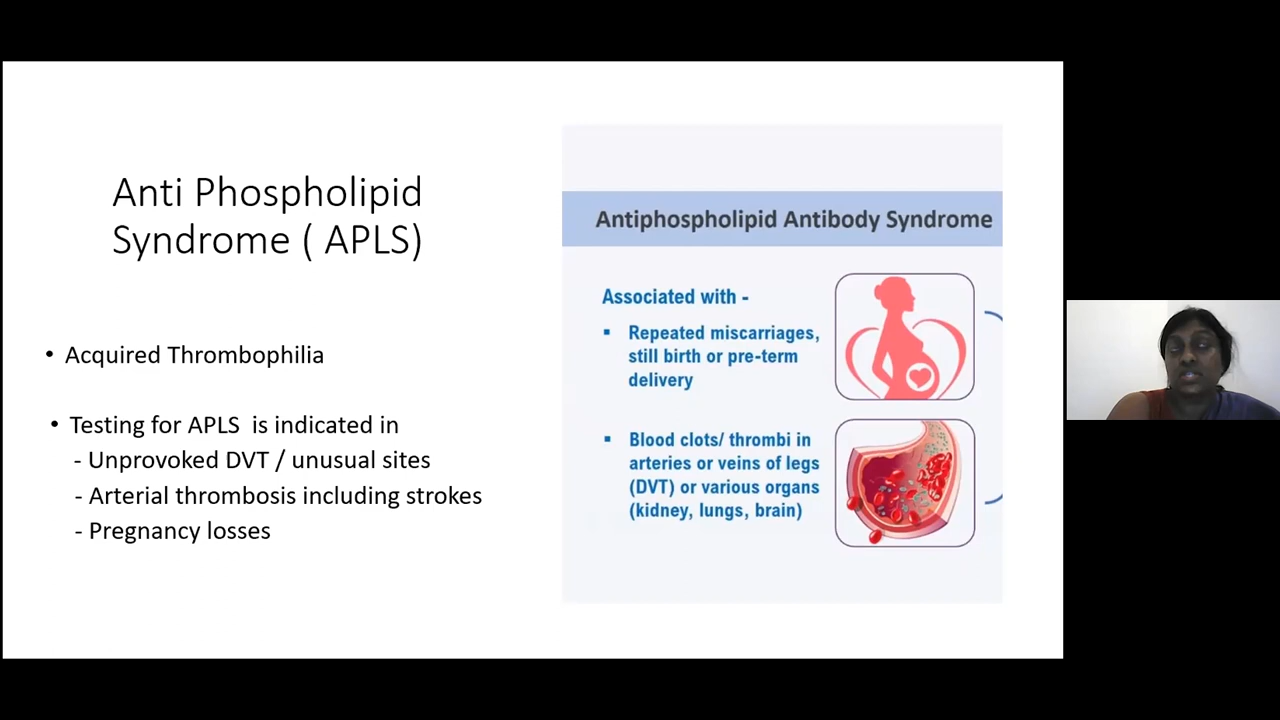 Anti Phospholipid
Syndrome ( APLS)
• Acquired Thrombophilia
• Testing for APLS is indicated in
- Unprovoked DVT / unusual sites
- Arterial thrombosis including strokes
- Pregnancy losses
Antiphospholipid Antibody Syndrome
Associated with -
▪ Repeated miscarriages,
still birth or pre-term
delivery
▪ Blood clots/ thrombi in
arteries or veins of legs
(DVT) or various organs
(kidney, lungs, brain)